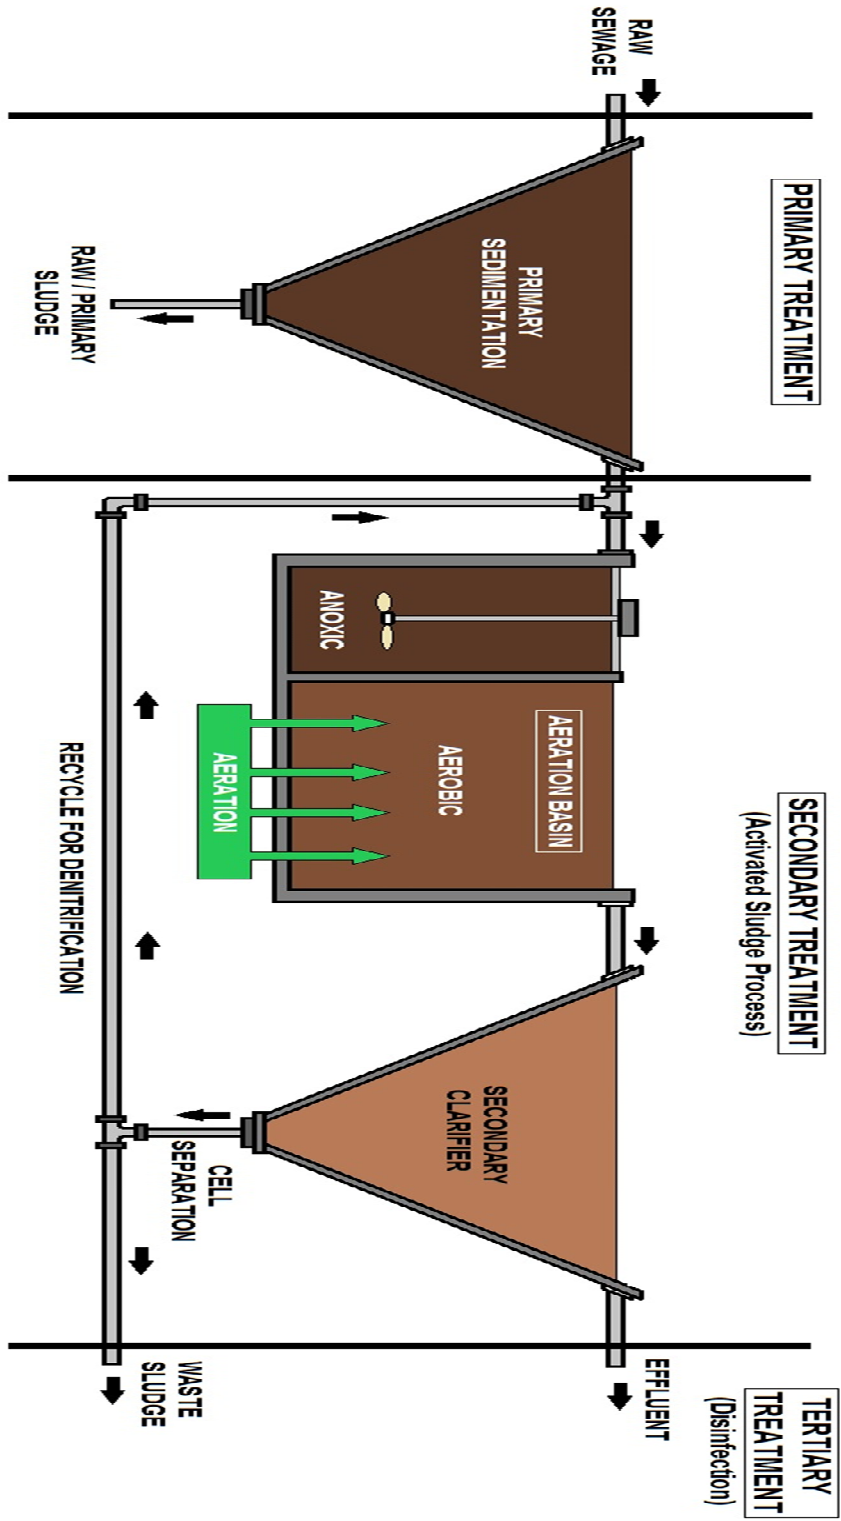 PRIMARY TREATMENT
SECONDARY TREATMENT
(Activated Sludge Process)
TERTIARY
TREATMENT
(Disinfection)
RAW
SEWAGE
PRIMARY
SEDIMENTATION
RAW / PRIMARY
SLUDGE
AERATION BASIN
ANOXIC
AEROBIC
AERATION
SECONDARY
CLARIFIER
CELL
SEPARATION
RECYCLE FOR DENITRIFICATION
EFFLUENT
WASTE
SLUDGE